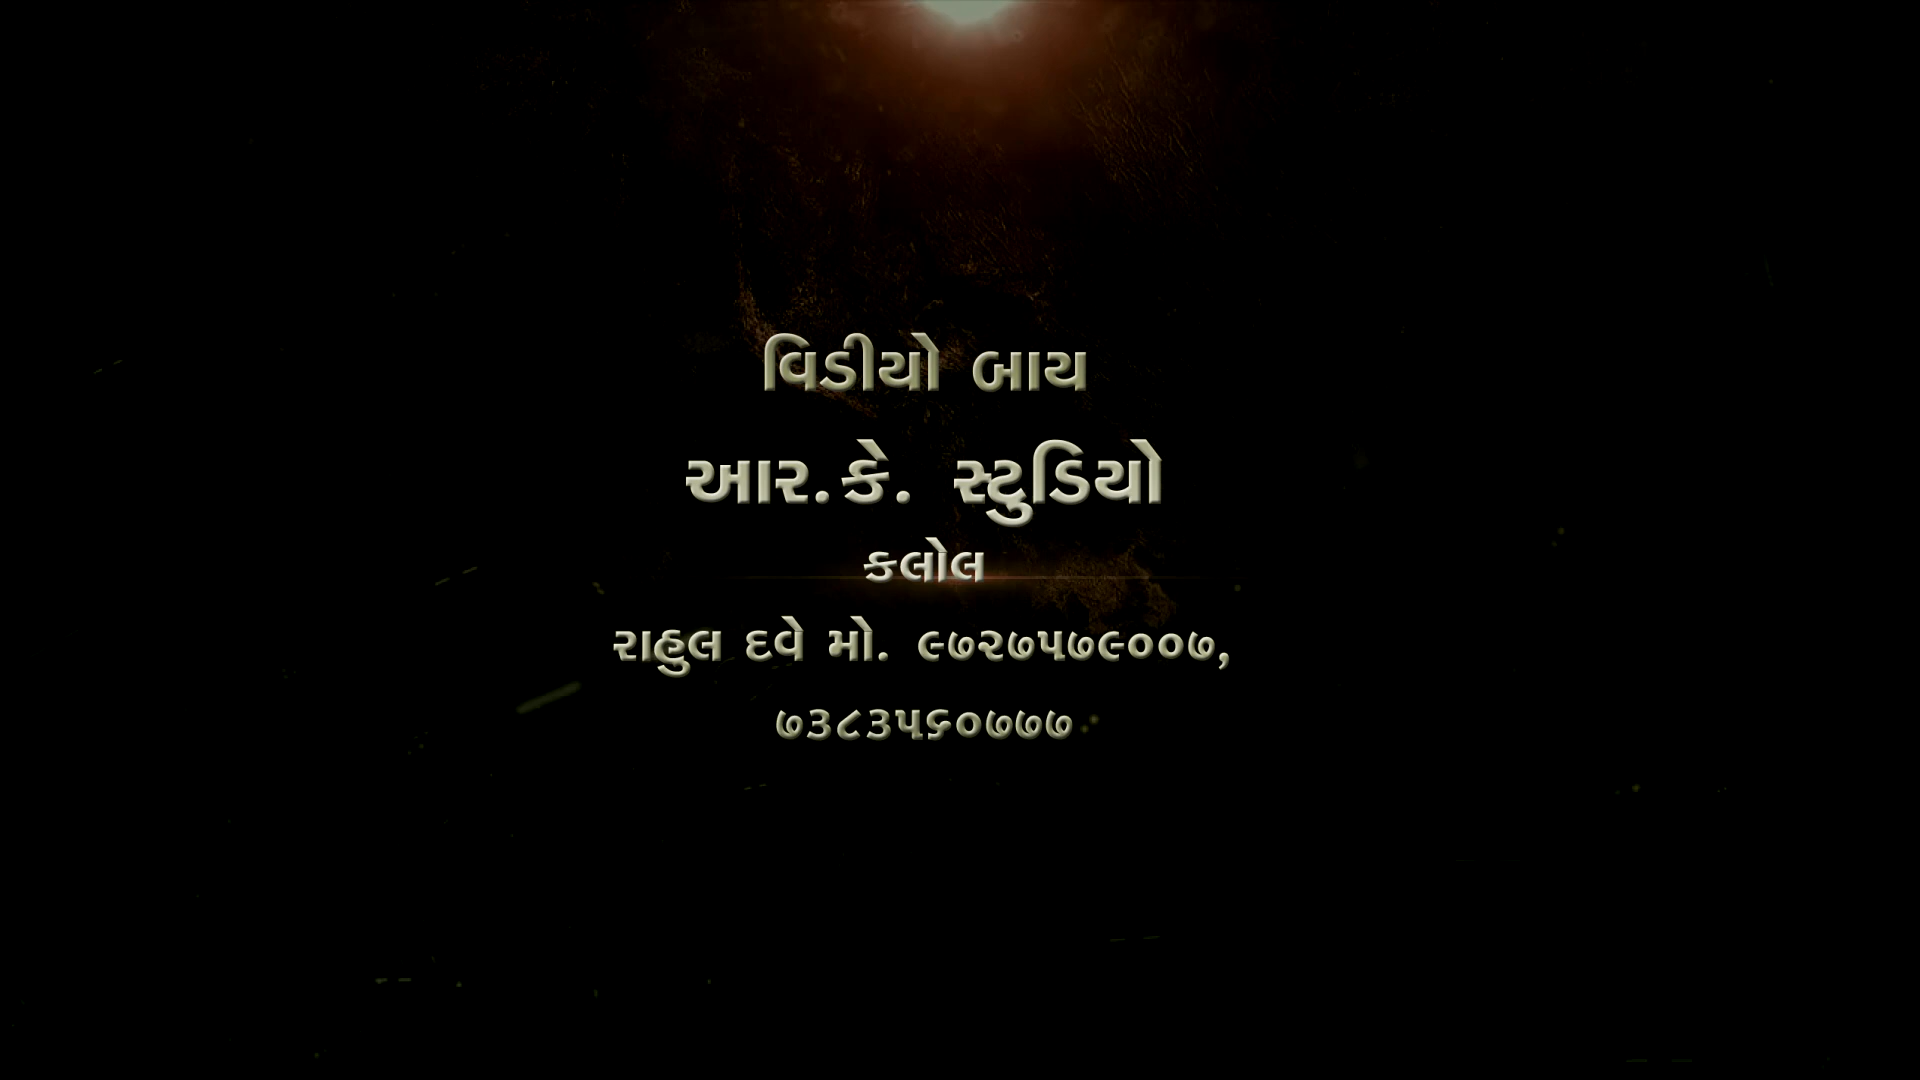 વિડીયો બાય
આર.કે. સ્ટુડિયો
કલોલ
રાહુલ દવે મો. ૯૭૨૭૫૭૯૦૦૭,
૭૩૮૩૫૬૦૭૭૭